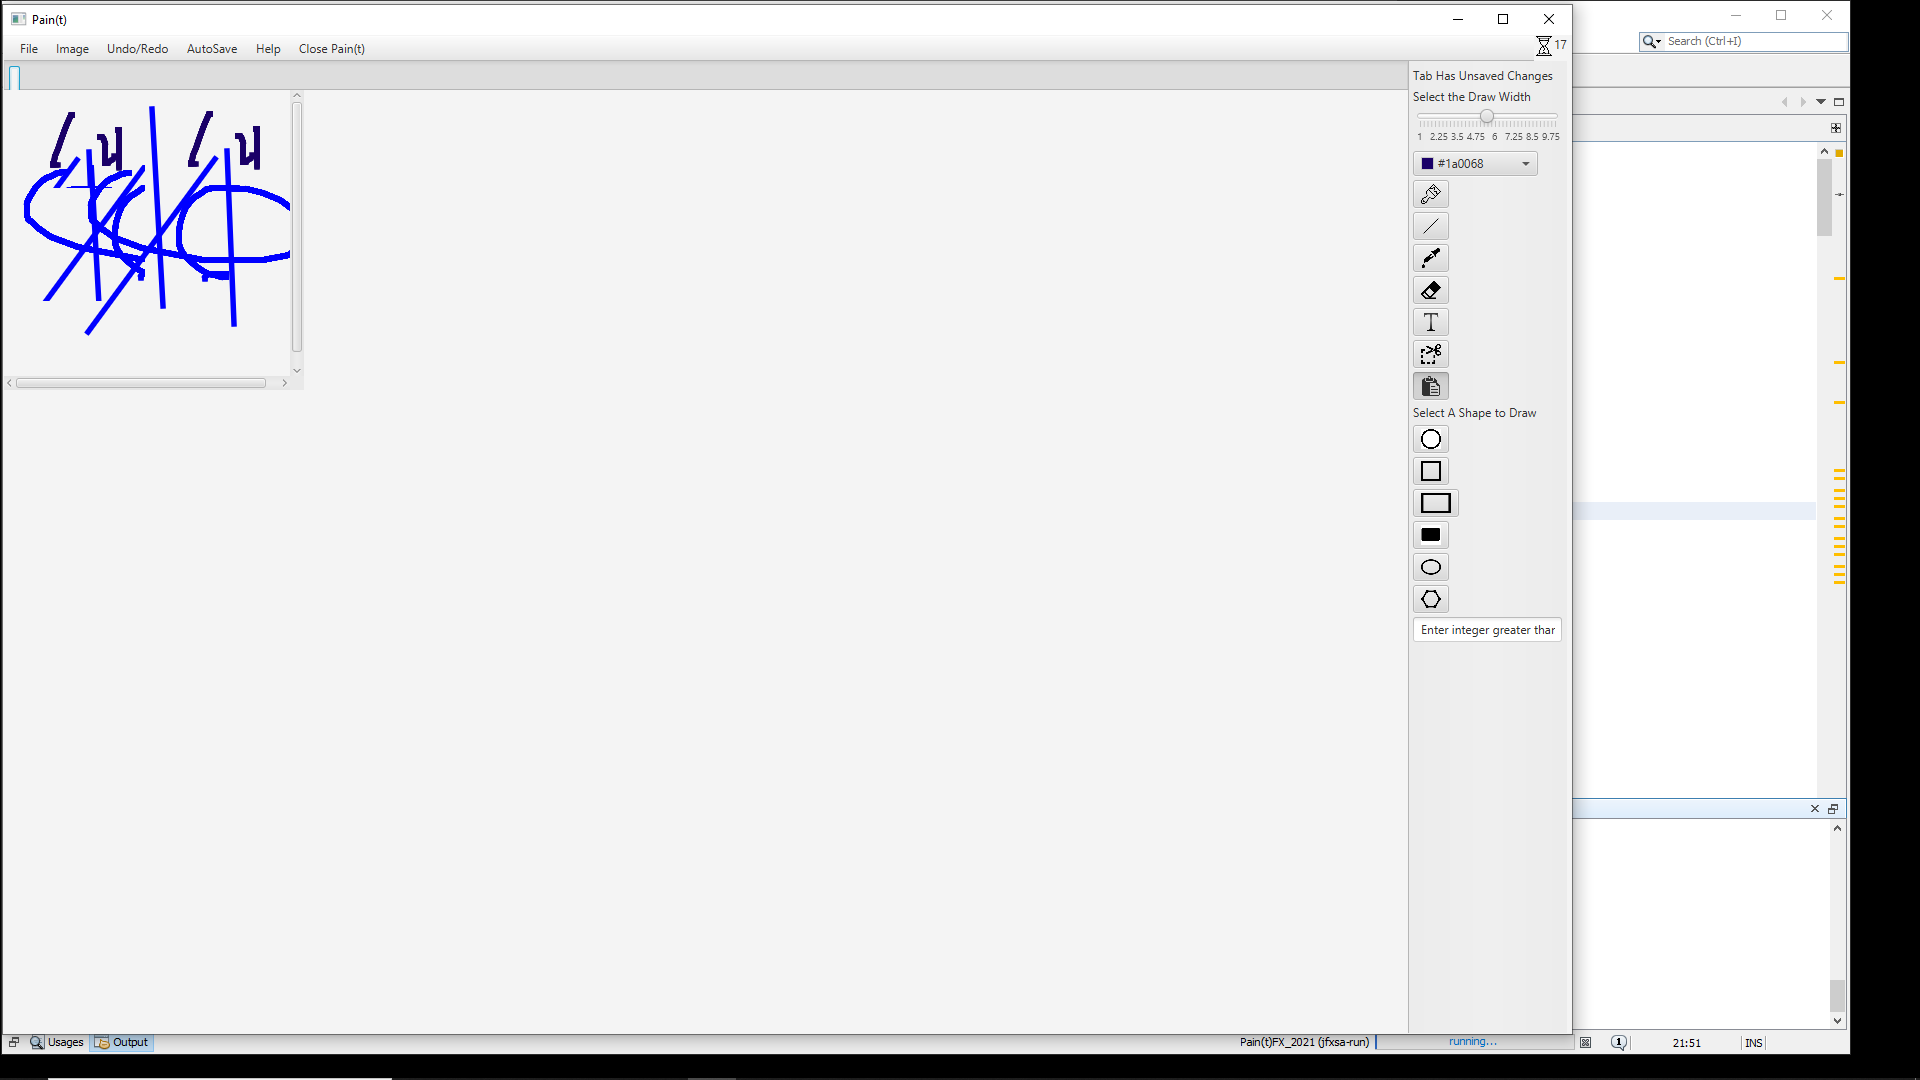 Pain(t)
File Image Undo/Redo AutoSave Help Close Pain(t)
17
Search (Ctrl+I)
Tab Has Unsaved Changes
Select the Draw Width
1 2.25 3.5 4.75 6 7.25 8.5 9.75
#1a0068
T
Select A Shape to Draw
Enter integer greater thar
Usages Output Pain(t)FX_2021 (jfxsa-run) running... 1 21:51 INS